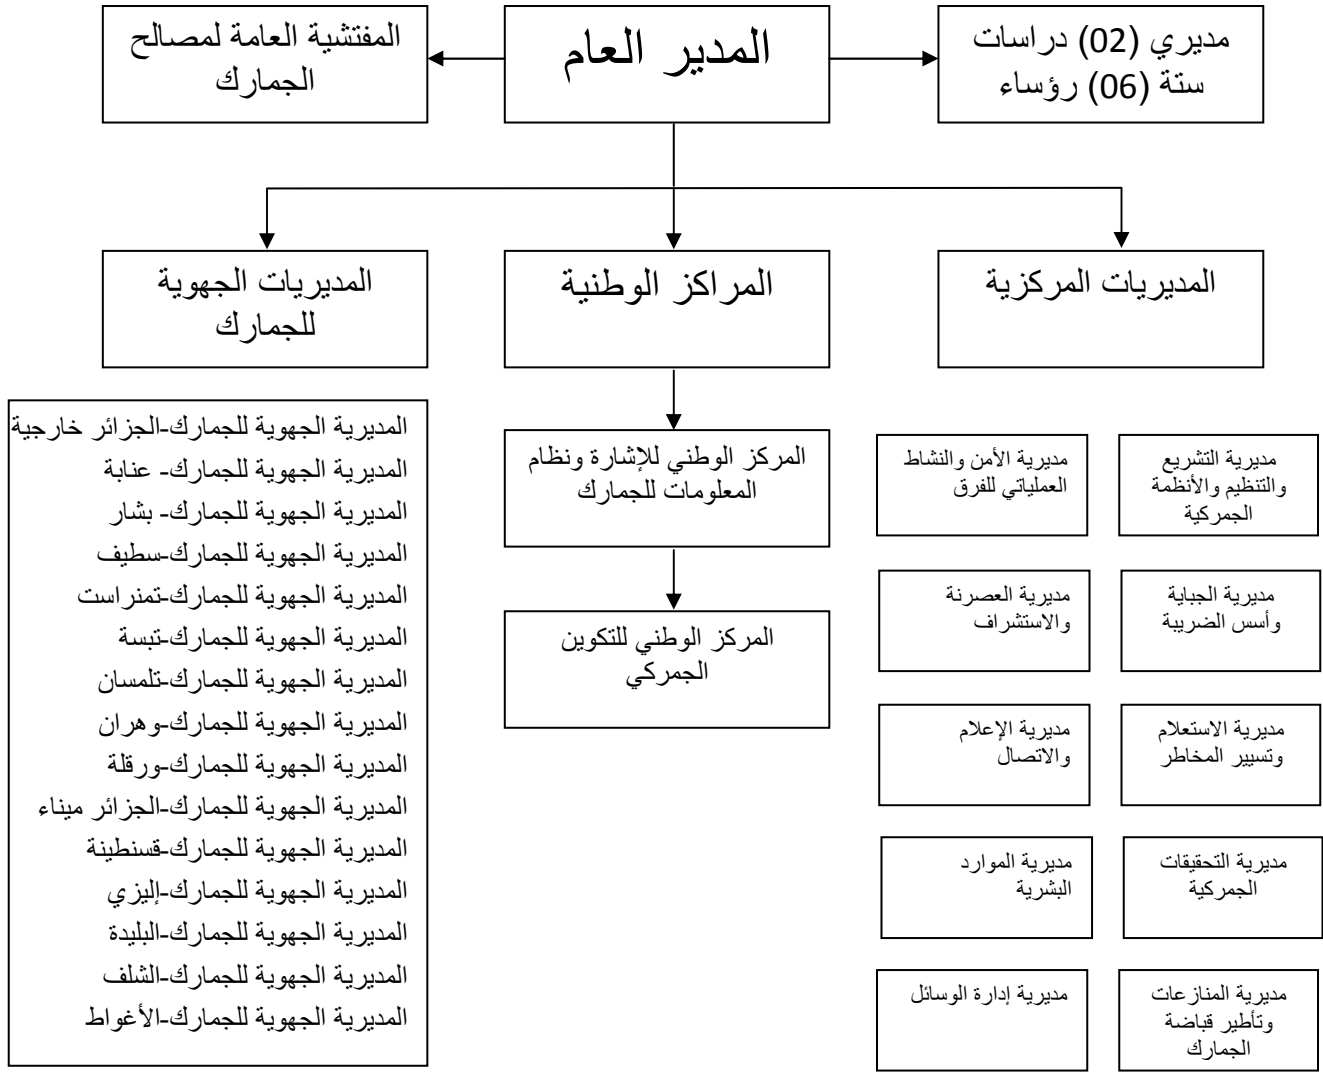 مديري (02) دراسات
ستة (06) رؤساء
المدير العام
المفتشية العامة لمصالح
الجمارك
المديريات المركزية
المراكز الوطنية
المديريات الجهوية
للجمارك
مديرية التشريع
والتنظيم والأنظمة
الجمركية
مديرية الأمن والنشاط
العملياتي للفرق
مديرية الجباية
وأسس الضريبة
مديرية العصرنة
والاستشراف
مديرية الاستعلام
وتسيير المخاطر
مديرية الإعلام
والاتصال
مديرية التحقيقات
الجمركية
مديرية الموارد
البشرية
مديرية المنازعات
وتأطير قباضة
الجمارك
مديرية إدارة الوسائل
المركز الوطني للإشارة ونظام
المعلومات للجمارك
المركز الوطني للتكوين
الجمركي
المديرية الجهوية للجمارك-الجزائر خارجية
المديرية الجهوية للجمارك- عنابة
المديرية الجهوية للجمارك- بشار
المديرية الجهوية للجمارك-سطيف
المديرية الجهوية للجمارك-تمنراست
المديرية الجهوية للجمارك-تبسة
المديرية الجهوية للجمارك-تلمسان
المديرية الجهوية للجمارك-وهران
المديرية الجهوية للجمارك-ورقلة
المديرية الجهوية للجمارك-الجزائر ميناء
المديرية الجهوية للجمارك-قسنطينة
المديرية الجهوية للجمارك-إليزي
المديرية الجهوية للجمارك-البليدة
المديرية الجهوية للجمارك-الشلف
المديرية الجهوية للجمارك-الأغواط